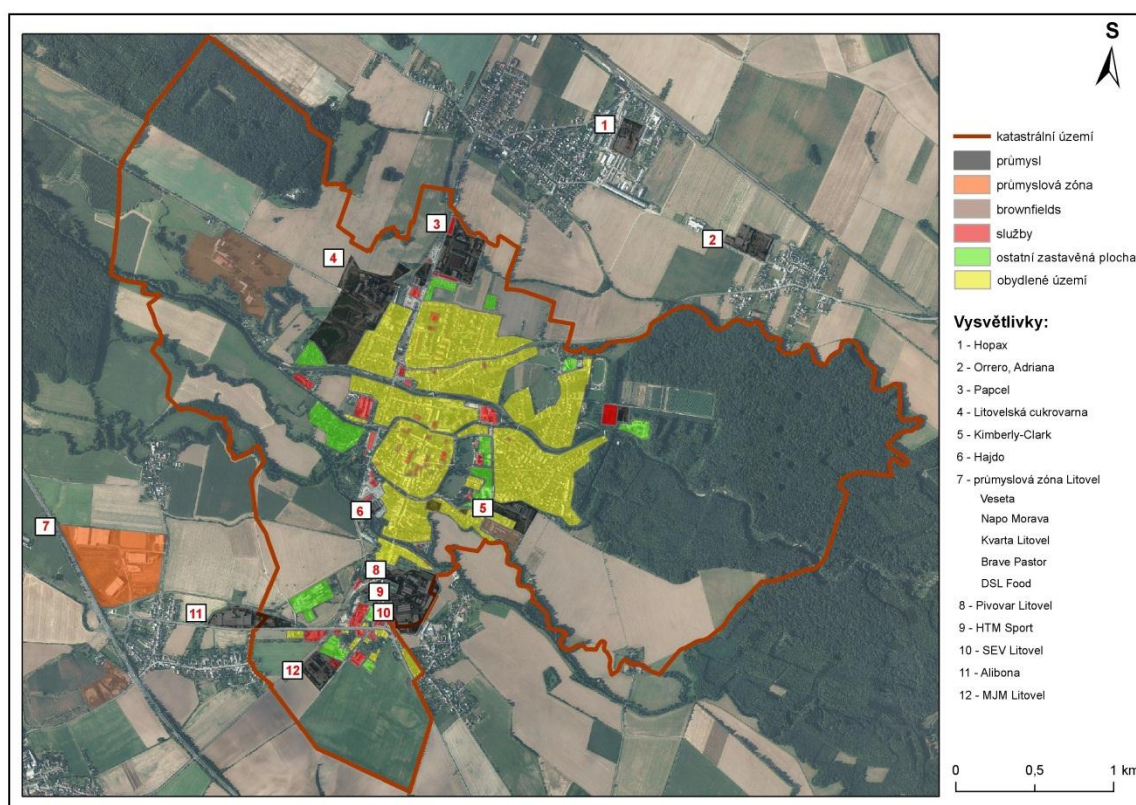 S
katastrální území
průmysl
průmyslová zóna
brownfields
služby
ostatní zastavěná plocha
obydlené území
Vysvětlivky:
1 - Hopax
2 - Orrero, Adriana
3 - Papcel
4 - Litovelská cukrovarna
5 - Kimberly-Clark
6 - Hajdo
7 - průmyslová zóna Litovel
Veseta
Napo Morava
Kvarta Litovel
Brave Pastor
DSL Food
8 - Pivovar Litovel
9 - HTM Sport
10 - SEV Litovel
11 - Alibona
12 - MJM Litovel
0 0,5 1 km
1
2
3
4
5
6
7
8
9
10
11
12